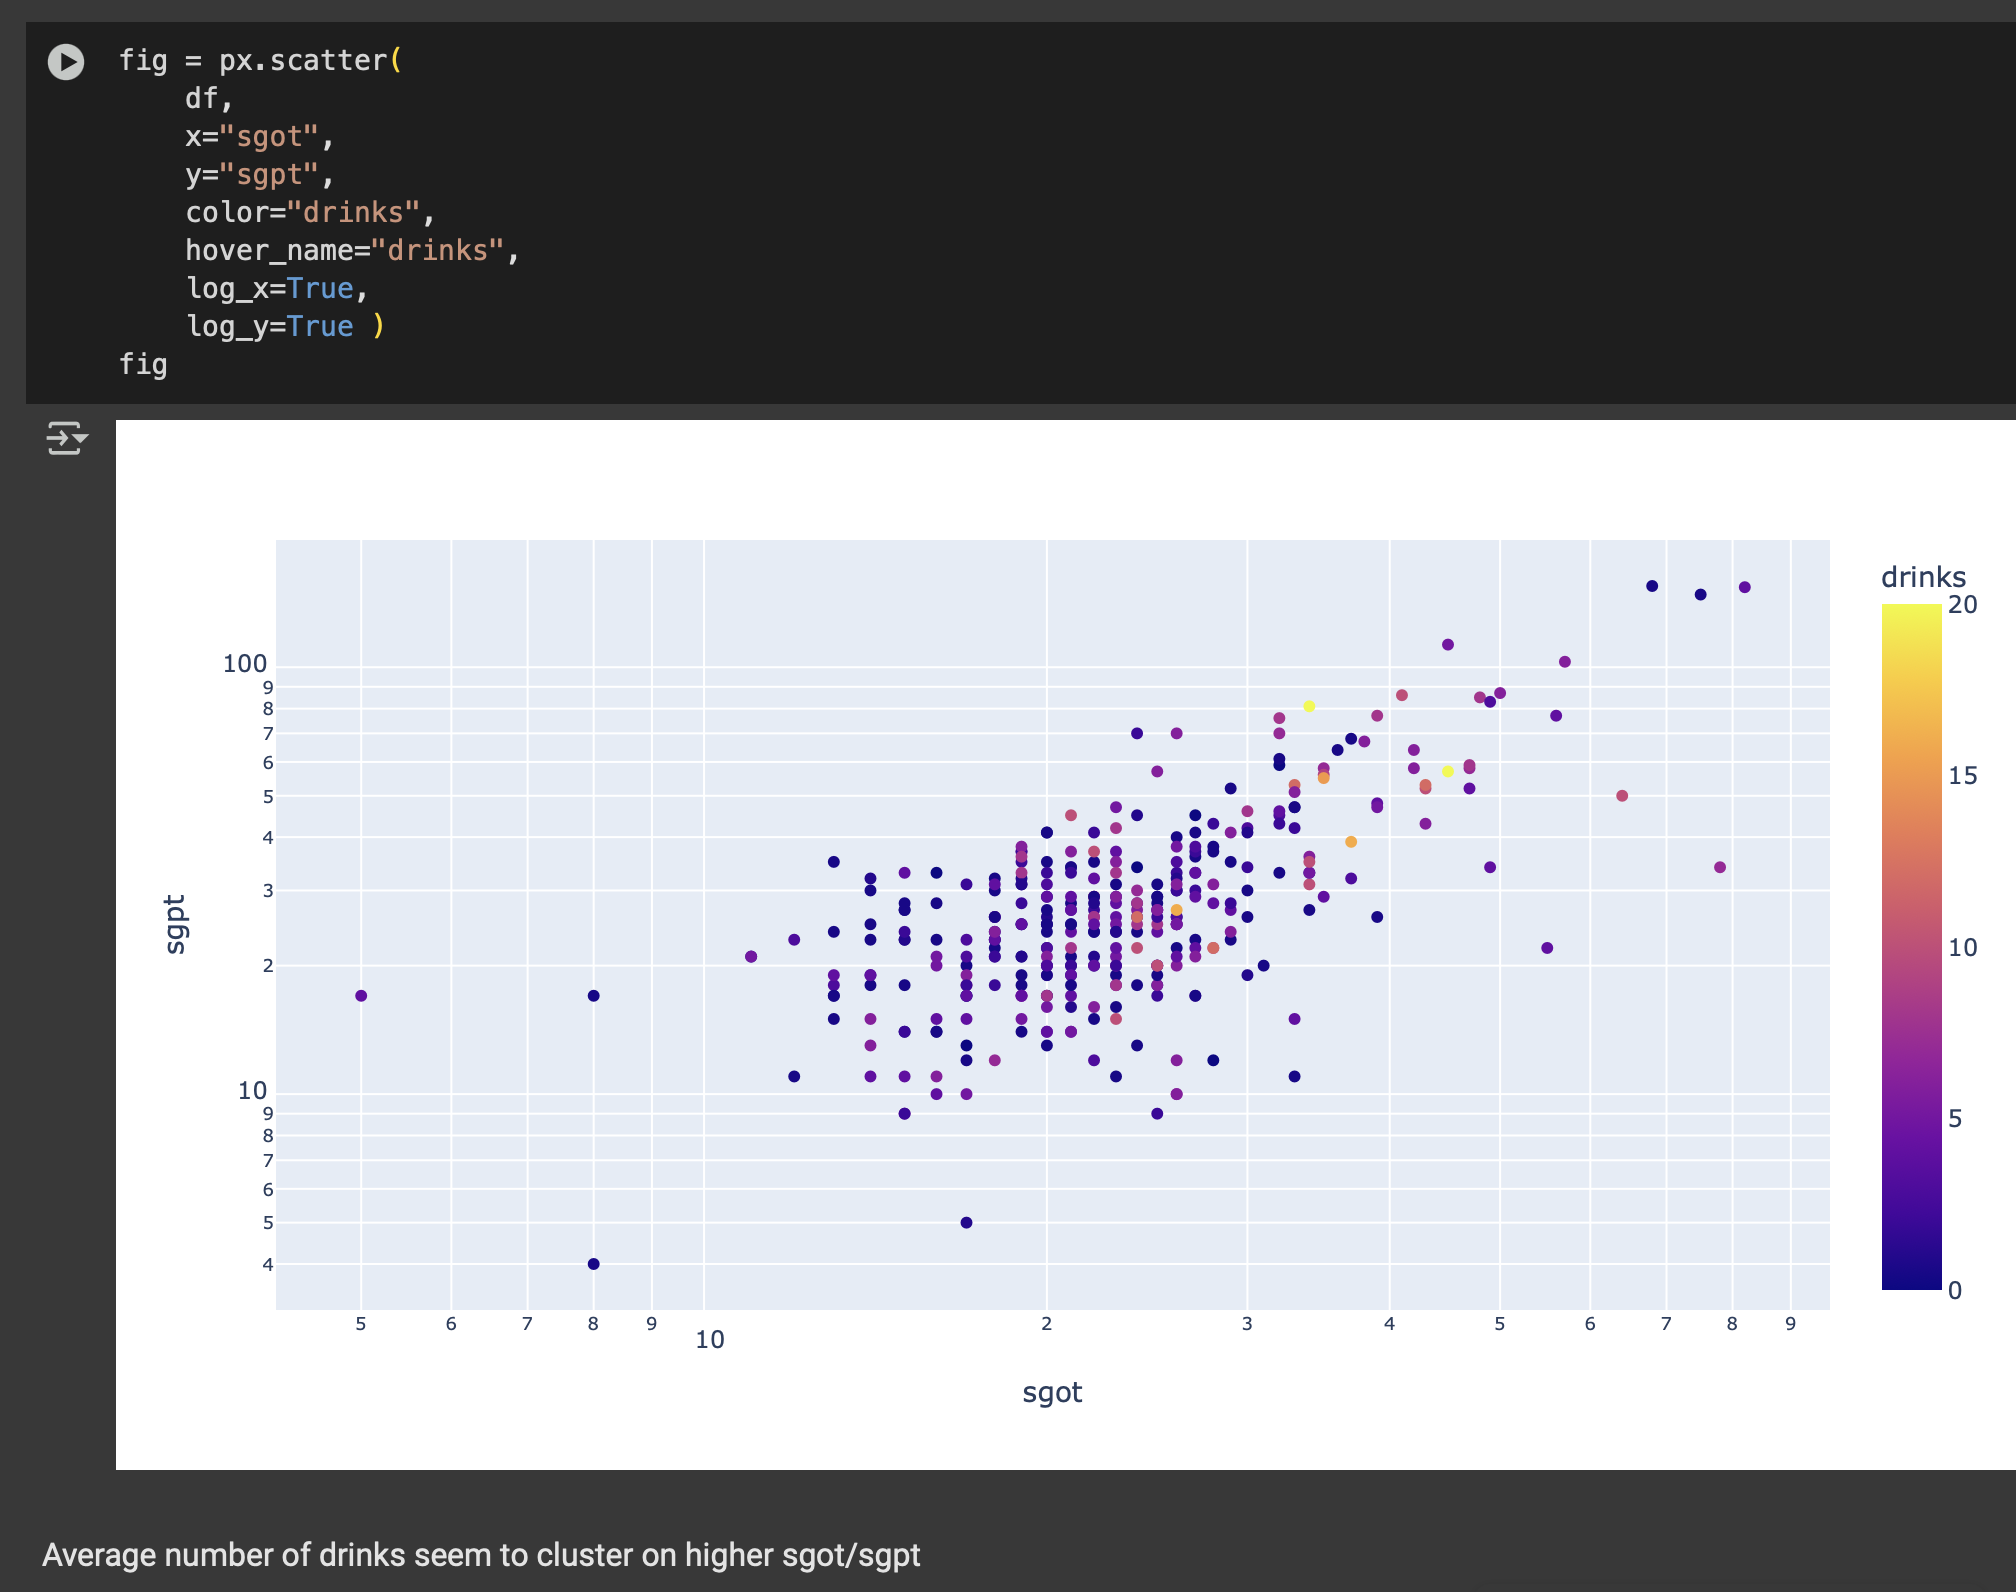 fig = px.scatter(
    df,
    x="sgot",
    y="sgpt",
    color="drinks",
    hover_name="drinks",
    log_x=True,
    log_y=True )
fig
drinks
20
15
10
5
0
sgpt
100
9
8
7
6
5
4
3
2
10
9
8
7
6
5
4
5 6 7 8 9 10 2 3 4 5 6 7 8 9
sgot
Average number of drinks seem to cluster on higher sgot/sgpt